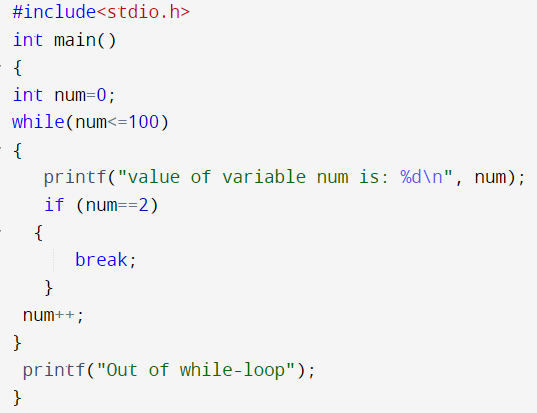 #include<stdio.h>
int main()
{
int num=0;
while(num<=100)
{
   printf("value of variable num is: %d\n", num);
   if (num==2)
  {
      break;
   }
 num++;
}
 printf("Out of while-loop");
}